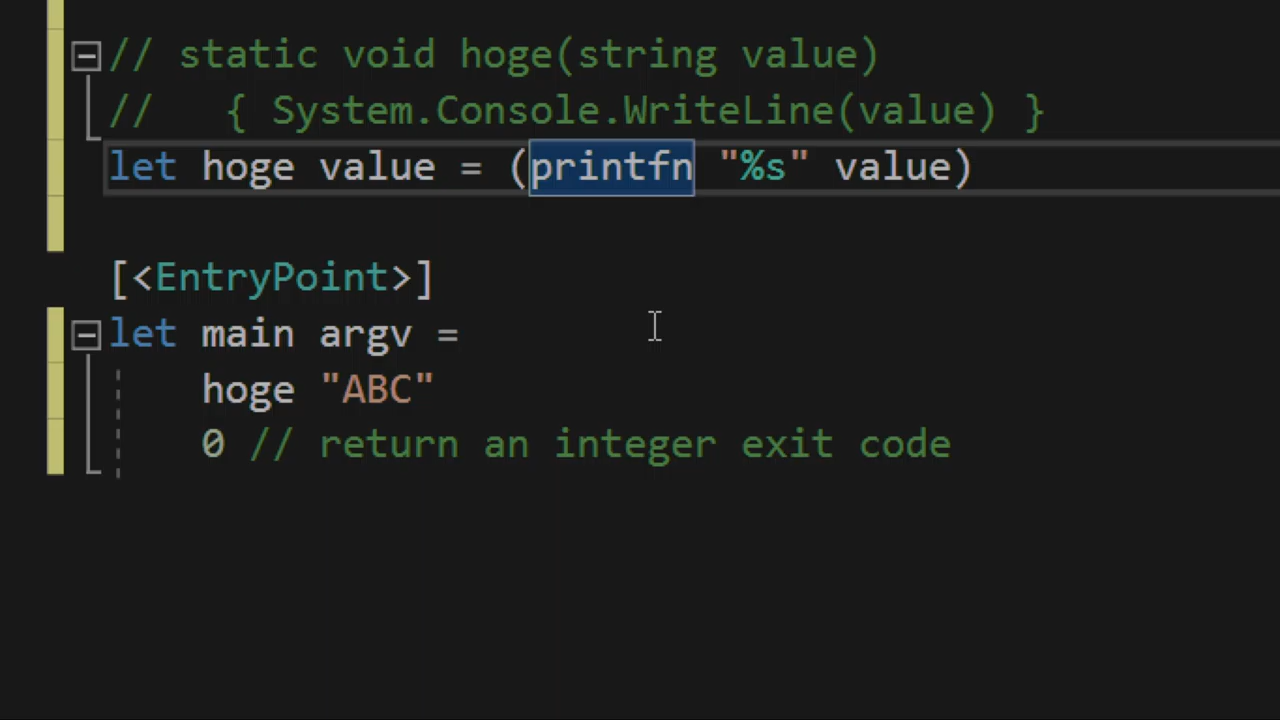 // static void hoge(string value)
//   { System.Console.WriteLine(value) }
let hoge value = (printfn "%s" value)
[<EntryPoint>]
let main argv =
    hoge "ABC"
    0 // return an integer exit code